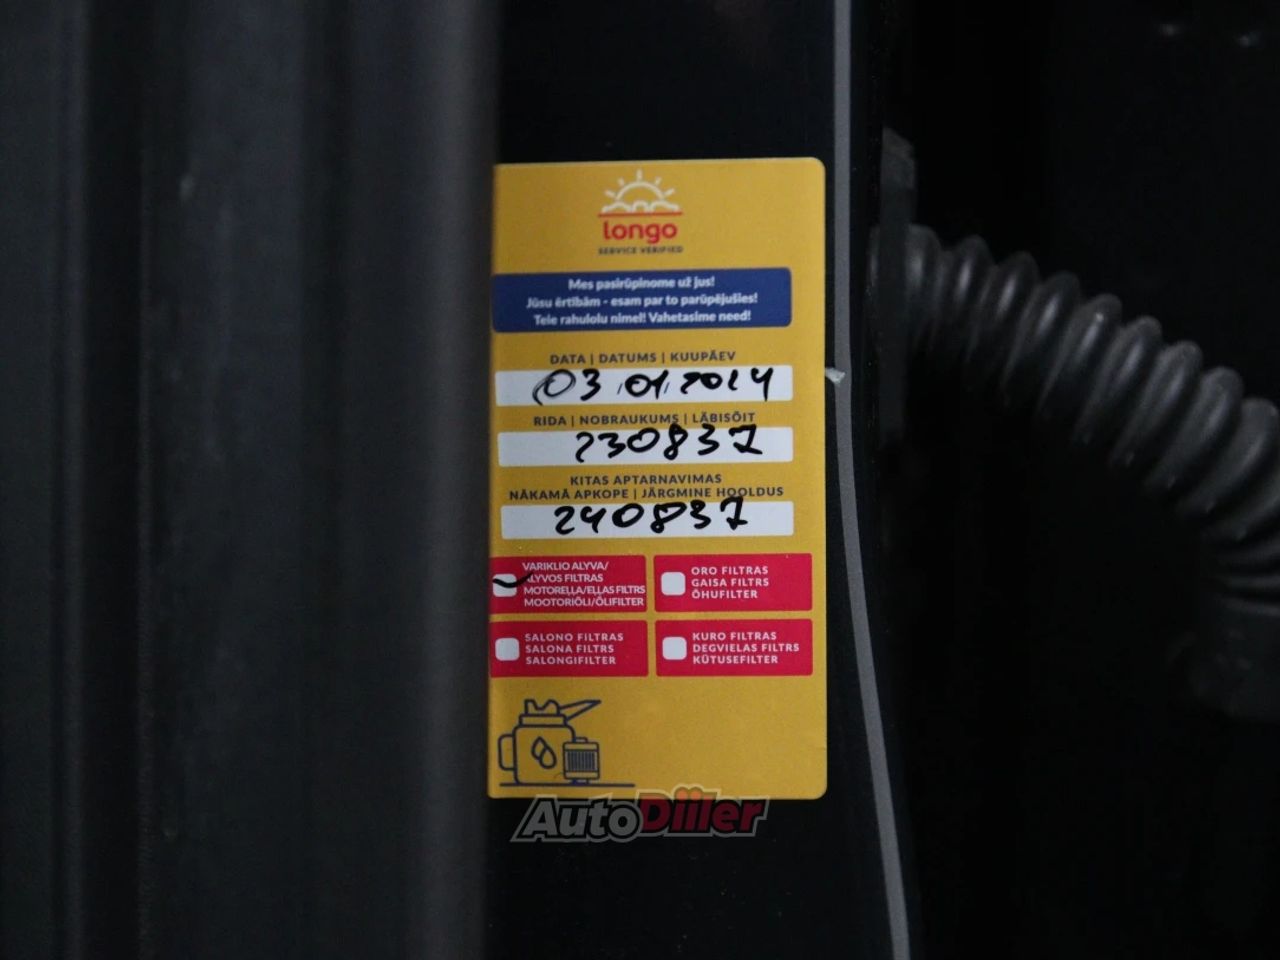 longo
SERVICE VERIFIED
Mes pasirūpinome už jus!
Jūsu ērtībām - esam par to parūpējušies!
Teie rahulolu nimel! Vahetasime need!
DATA | DATUMS | KUUPÄEV
03.01.2024
RIDA | NOBRAUKUMS | LÄBISÕIT
230837
KITAS APTARNAVIMAS
NĀKAMĀ APKOPE | JÄRGMINE HOOLDUS
240837
VARIKLIO ALYVA/
ALYVOS FILTRAS
MOTOREĻĻA/EĻĻAS FILTRS
MOOTORIÕLI/ÕLIFILTER
ORO FILTRAS
GAISA FILTRS
ÕHUFILTER
SALONO FILTRAS
SALONA FILTRS
SALONGIFILTER
KURO FILTRAS
DEGVIELAS FILTRS
KÜTUSEFILTER
AutoDiiler